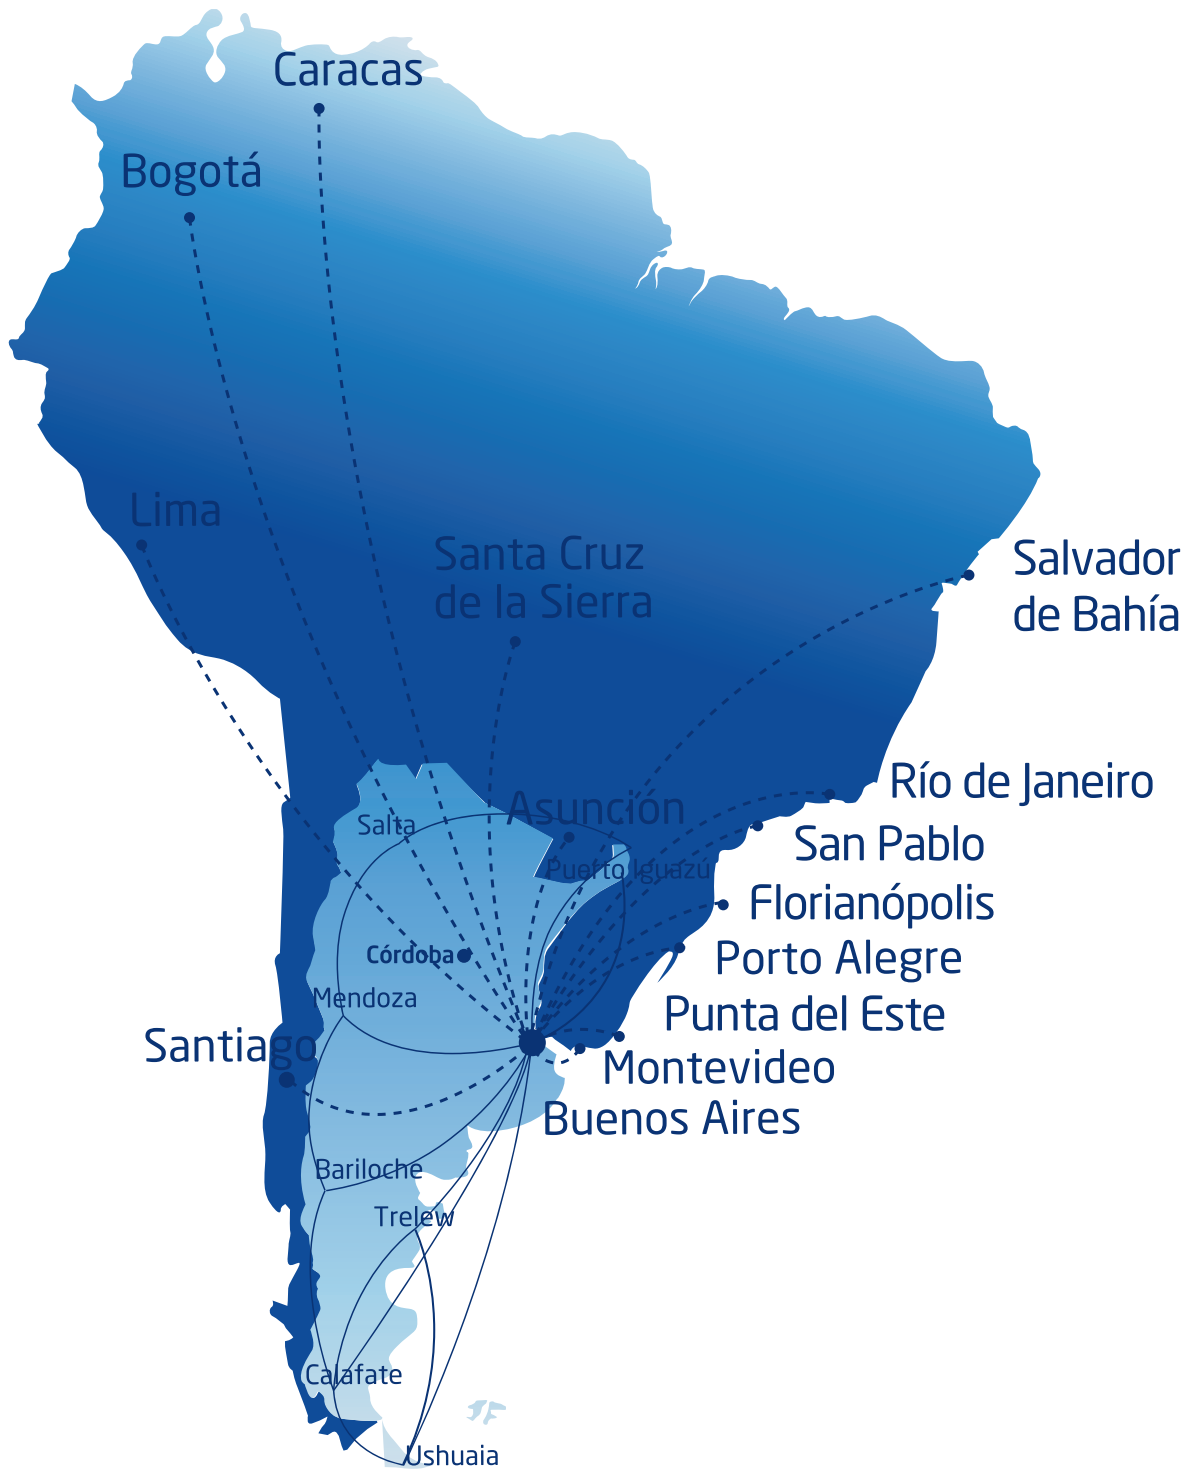 Caracas
Bogotá
Lima
Santa Cruz
de la Sierra
Salvador
de Bahía
Río de Janeiro
Asunción
Salta
San Pablo
Puerto Iguazú
Florianópolis
Córdoba
Porto Alegre
Mendoza
Punta del Este
Santiago
Montevideo
Buenos Aires
Bariloche
Trelew
Calafate
Ushuaia